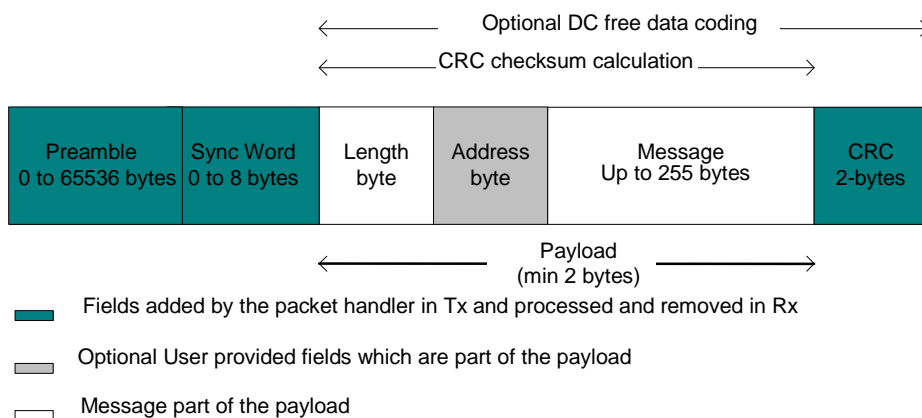 Optional DC free data coding
CRC checksum calculation
Preamble
0 to 65536 bytes
Sync Word
0 to 8 bytes
Length
byte
Address
byte
Message
Up to 255 bytes
CRC
2-bytes
Payload
(min 2 bytes)
Fields added by the packet handler in Tx and processed and removed in Rx
Optional User provided fields which are part of the payload
Message part of the payload